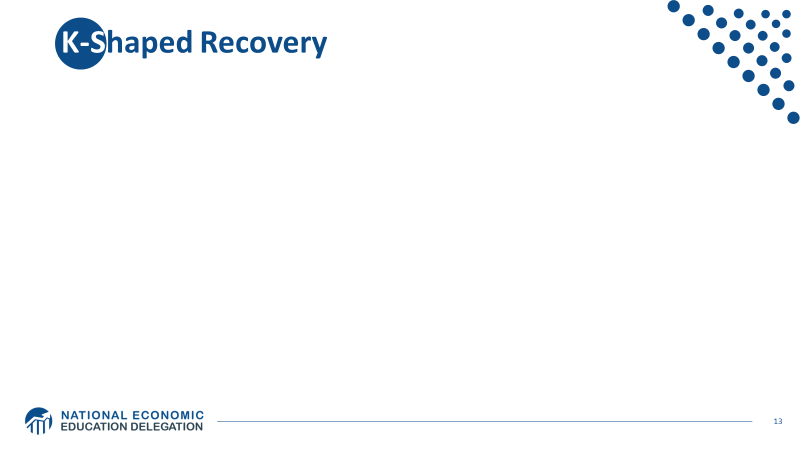 K-Shaped Recovery
NATIONAL ECONOMIC
EDUCATION DELEGATION
13